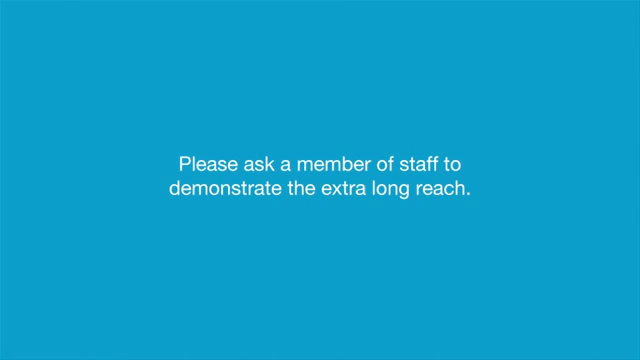 Please ask a member of staff to
demonstrate the extra long reach.